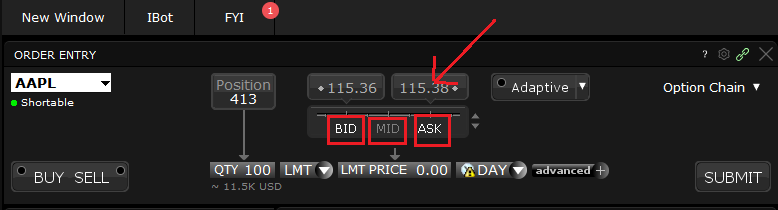 New Window IBot FYI 1
ORDER ENTRY ?
AAPL Position 115.36 115.38 Adaptive Option Chain
413
Shortable
BID MID ASK
BUY SELL QTY 100 LMT LMT PRICE 0.00 DAY advanced + SUBMIT
~ 11.5K USD